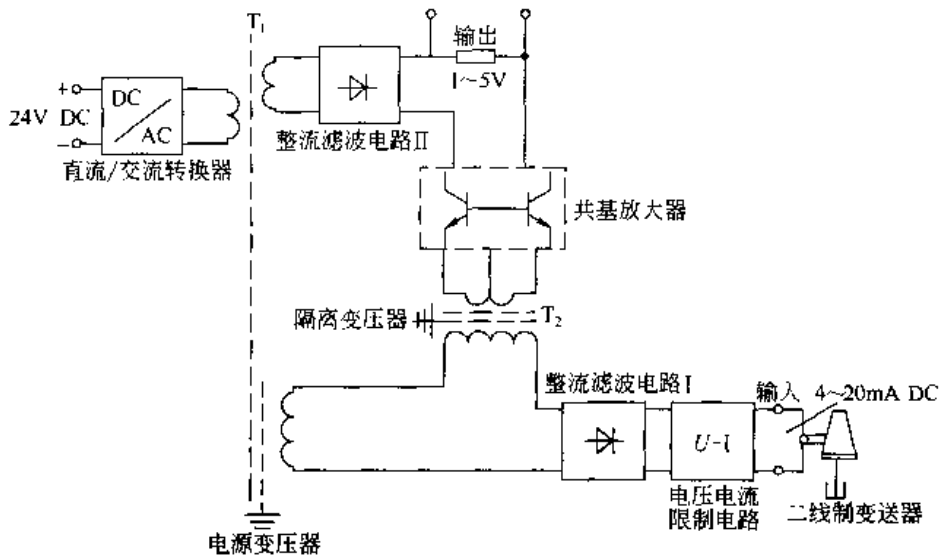 T1
输出
1～5V
+
24V DC
−
DC
AC
直流/交流转换器
整流滤波电路Ⅱ
共基放大器
隔离变压器
T2
整流滤波电路Ⅰ
输入 4～20mA DC
U-I
电压电流
限制电路
二线制变送器
电源变压器